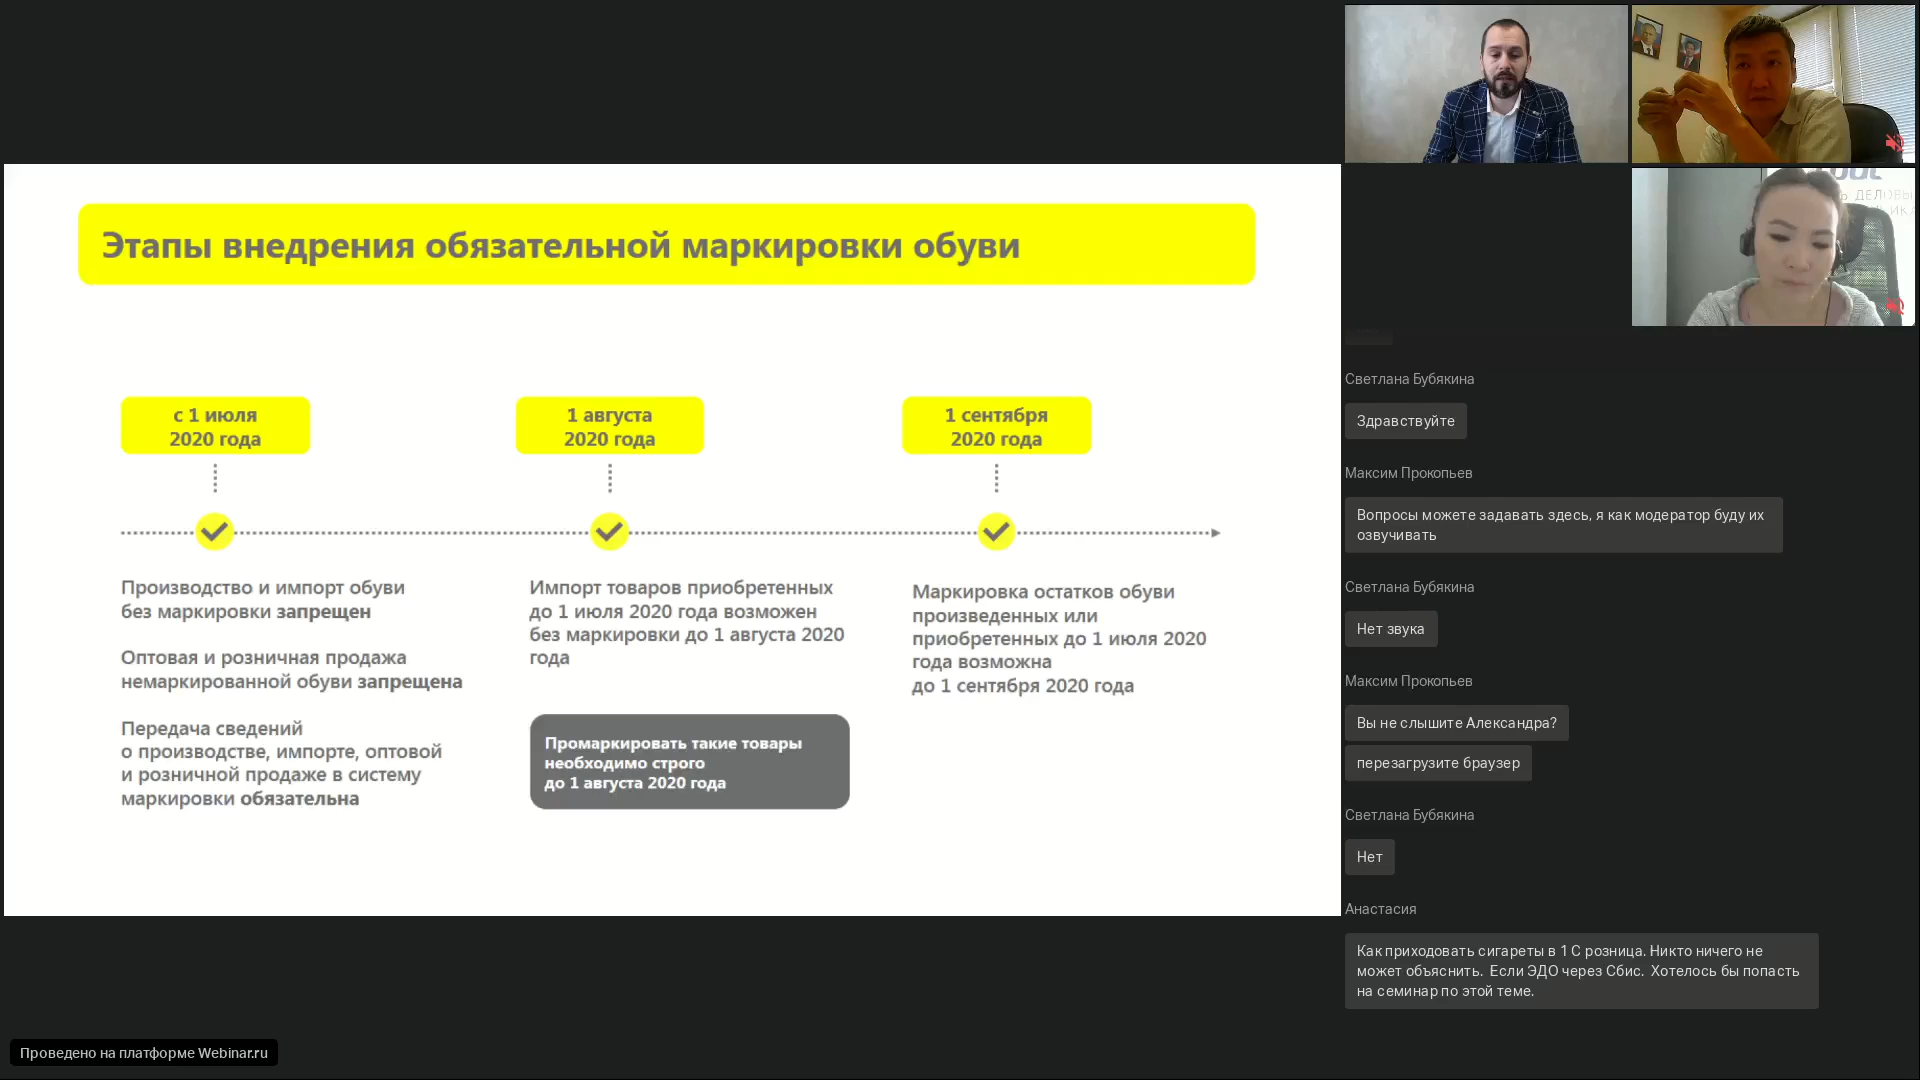 Этапы внедрения обязательной маркировки обуви
с 1 июля
2020 года
1 августа
2020 года
1 сентября
2020 года
Производство и импорт обуви
без маркировки запрещен
Оптовая и розничная продажа
немаркированной обуви запрещена
Передача сведений
о производстве, импорте, оптовой
и розничной продаже в систему
маркировки обязательна
Импорт товаров приобретенных
до 1 июля 2020 года возможен
без маркировки до 1 августа 2020
года
Промаркировать такие товары
необходимо строго
до 1 августа 2020 года
Маркировка остатков обуви
произведенных или
приобретенных до 1 июля 2020
года возможна
до 1 сентября 2020 года
Светлана Бубякина
Здравствуйте
Максим Прокопьев
Вопросы можете задавать здесь, я как модератор буду их
озвучивать
Светлана Бубякина
Нет звука
Максим Прокопьев
Вы не слышите Александра?
перезагрузите браузер
Светлана Бубякина
Нет
Анастасия
Как приходовать сигареты в 1 С розница. Никто ничего не
может объяснить. Если ЭДО через Сбис. Хотелось бы попасть
на семинар по этой теме.
Проведено на платформе Webinar.ru